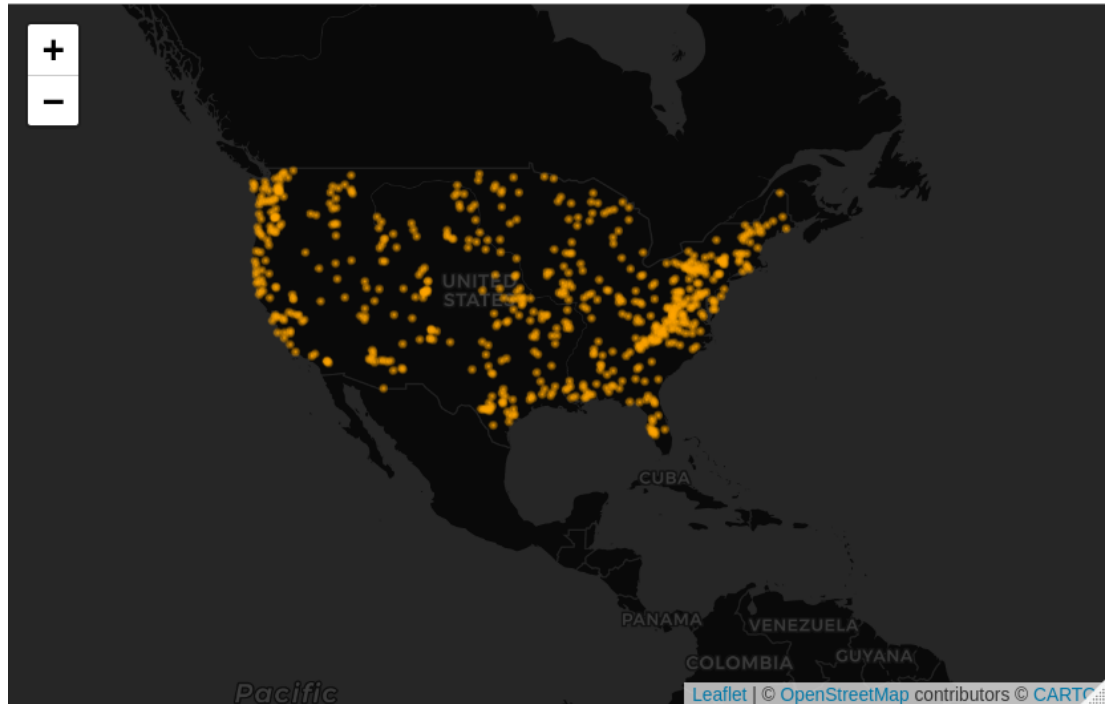 +
−
UNITED
STATES
CUBA
PANAMA
VENEZUELA
COLOMBIA
GUYANA
Pacific
Leaflet | © OpenStreetMap contributors © CARTO